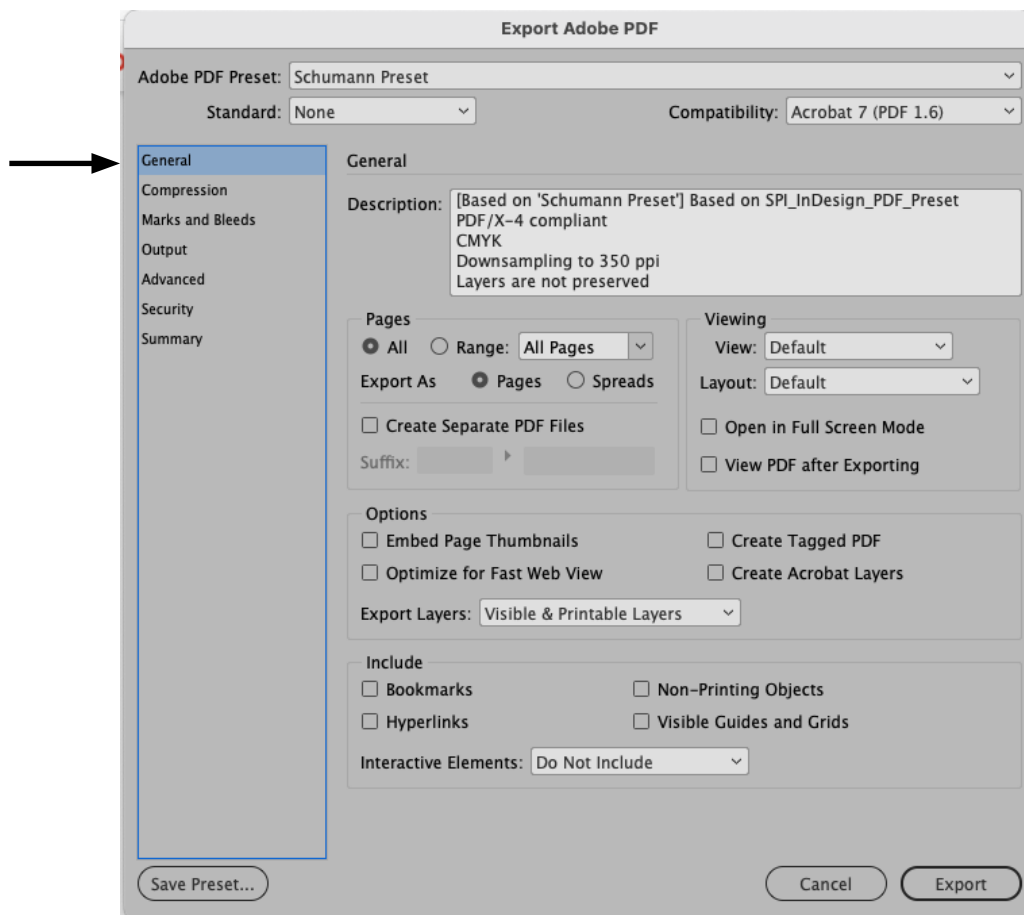 Export Adobe PDF
Adobe PDF Preset: Schumann Preset
Standard: None Compatibility: Acrobat 7 (PDF 1.6)
General
Compression
Marks and Bleeds
Output
Advanced
Security
Summary
General
Description: [Based on 'Schumann Preset'] Based on SPI_InDesign_PDF_Preset
PDF/X-4 compliant
CMYK
Downsampling to 350 ppi
Layers are not preserved
Pages
All Range: All Pages
Export As Pages Spreads
Create Separate PDF Files
Suffix:
Viewing
View: Default
Layout: Default
Open in Full Screen Mode
View PDF after Exporting
Options
Embed Page Thumbnails Create Tagged PDF
Optimize for Fast Web View Create Acrobat Layers
Export Layers: Visible & Printable Layers
Include
Bookmarks Non-Printing Objects
Hyperlinks Visible Guides and Grids
Interactive Elements: Do Not Include
Save Preset... Cancel Export